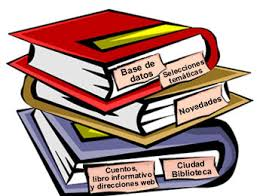 Base de
datos
Selecciones
temáticas
Novedades
Cuentos,
libro informativo
y direcciones web
Ciudad
Biblioteca